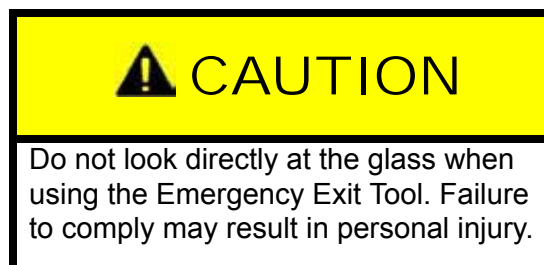 CAUTION
Do not look directly at the glass when
using the Emergency Exit Tool. Failure
to comply may result in personal injury.